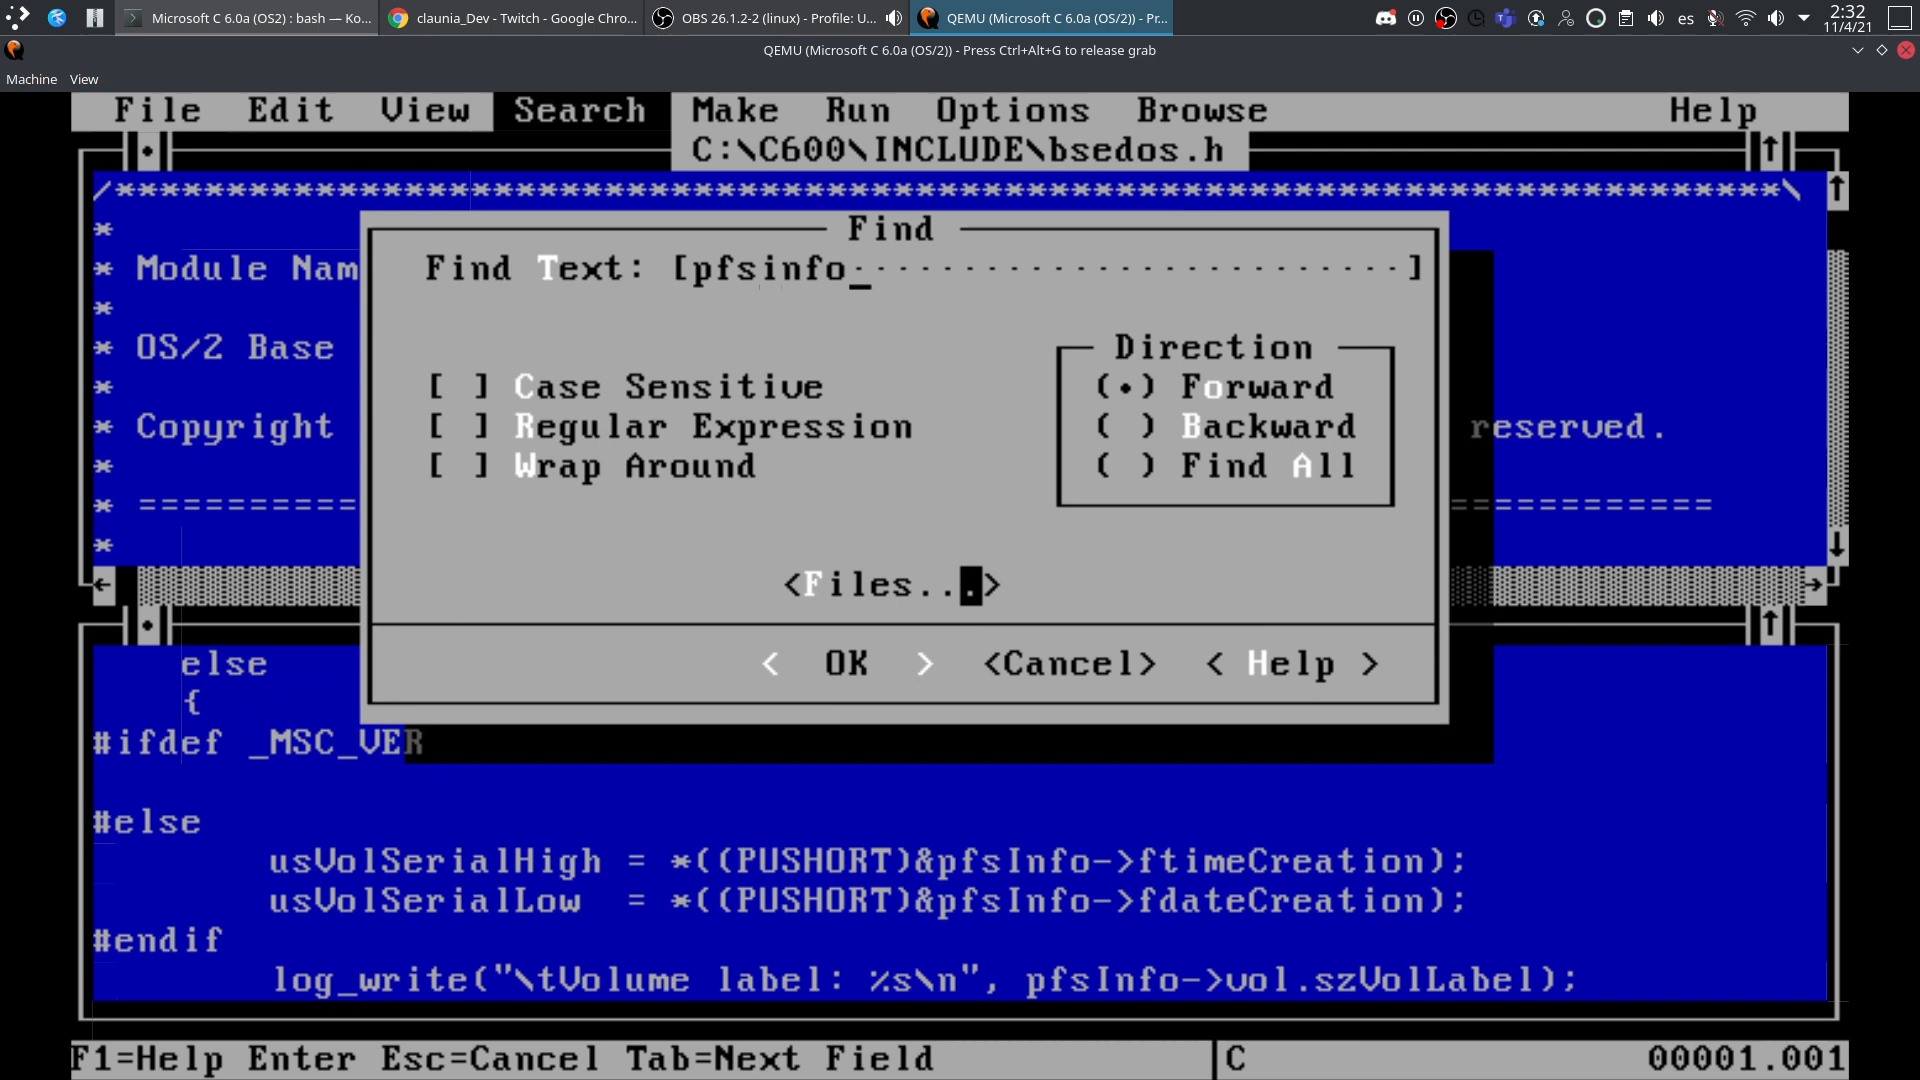 Microsoft C 6.0a (OS2) : bash — Ko...
claunia_Dev - Twitch - Google Chro...
OBS 26.1.2-2 (linux) - Profile: U...
QEMU (Microsoft C 6.0a (OS/2)) - Pr...
es
2:32
11/4/21
QEMU (Microsoft C 6.0a (OS/2)) - Press Ctrl+Alt+G to release grab
Machine View
File Edit View Search Make Run Options Browse Help
C:\C600\INCLUDE\bsedos.h
/***************************************************************************\
*
* Module Nam
*
* OS/2 Base
*
* Copyright
reserved.
*
* ==========
============
*
Find
Find Text: [pfsinfo·························]
[ ] Case Sensitive
[ ] Regular Expression
[ ] Wrap Around
Direction
(•) Forward
( ) Backward
( ) Find All
<Files...>
< OK > <Cancel> < Help >
else
{
#ifdef _MSC_VER
#else
usVolSerialHigh = *((PUSHORT)&pfsInfo->ftimeCreation);
usVolSerialLow = *((PUSHORT)&pfsInfo->fdateCreation);
#endif
log_write("\tVolume label: %s\n", pfsInfo->vol.szVolLabel);
F1=Help Enter Esc=Cancel Tab=Next Field
C
00001.001